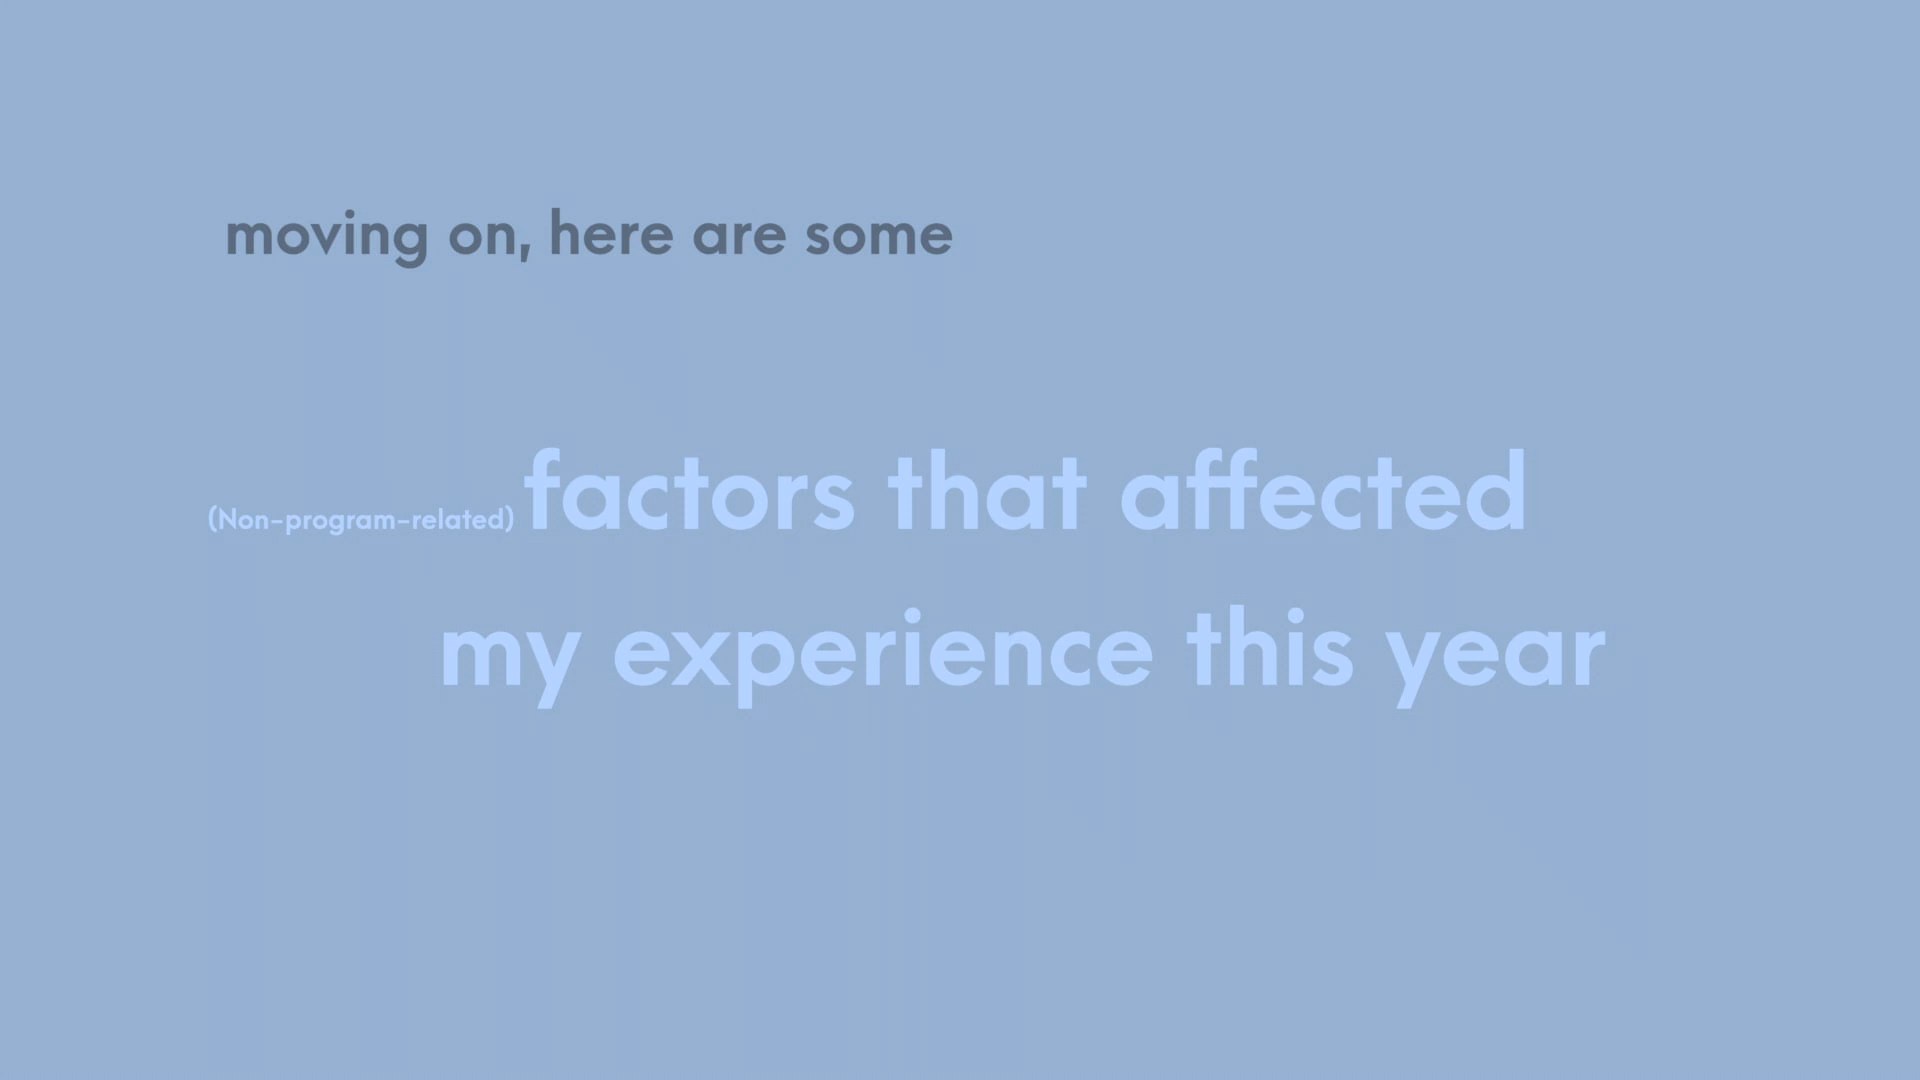 moving on, here are some
(Non-program-related) factors that affected
my experience this year